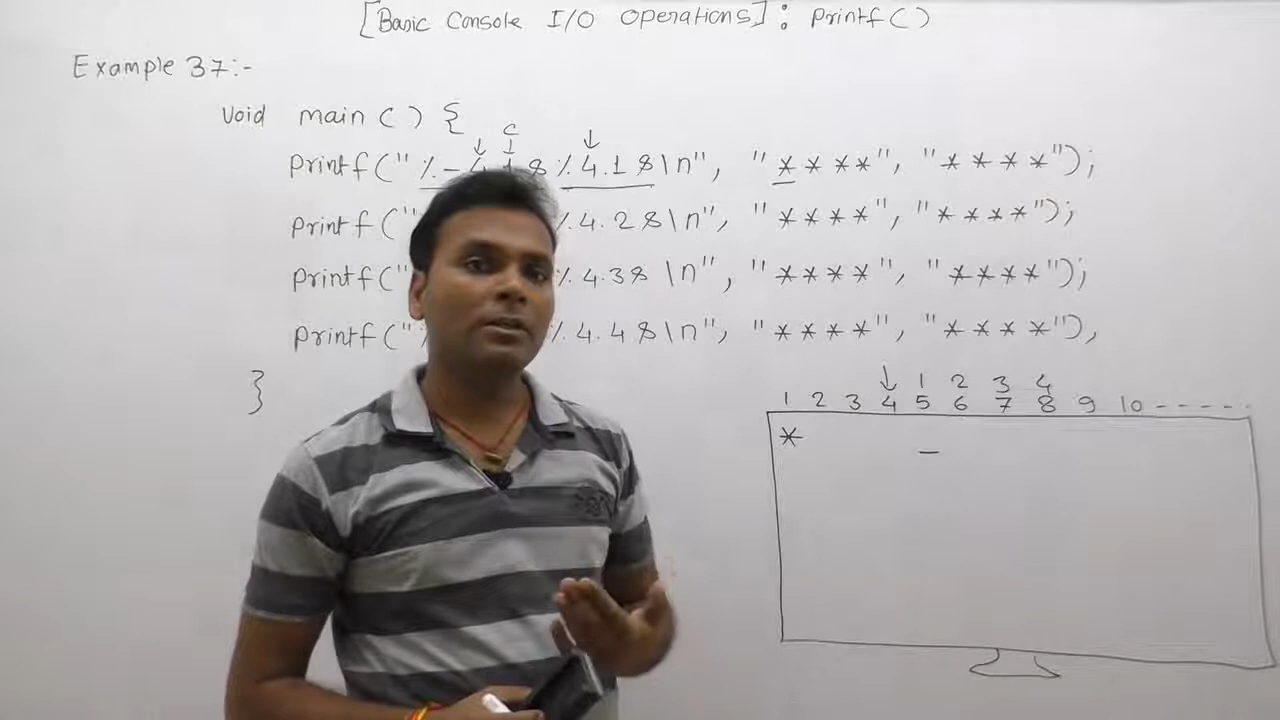 [Basic Console I/O Operations] : Printf()
Example 37:-
Void main() {
c
Printf("%-4.1s%4.1s\n", "****", "****");
Printf(" %.4.2s\n", "****", "****");
Printf(" %.4.3s\n", "****", "****");
Printf(" %.4.4s\n", "****", "****"),
}
1 2 3 4
1 2 3 4 5 6 7 8 9 10 - - - - -
* _